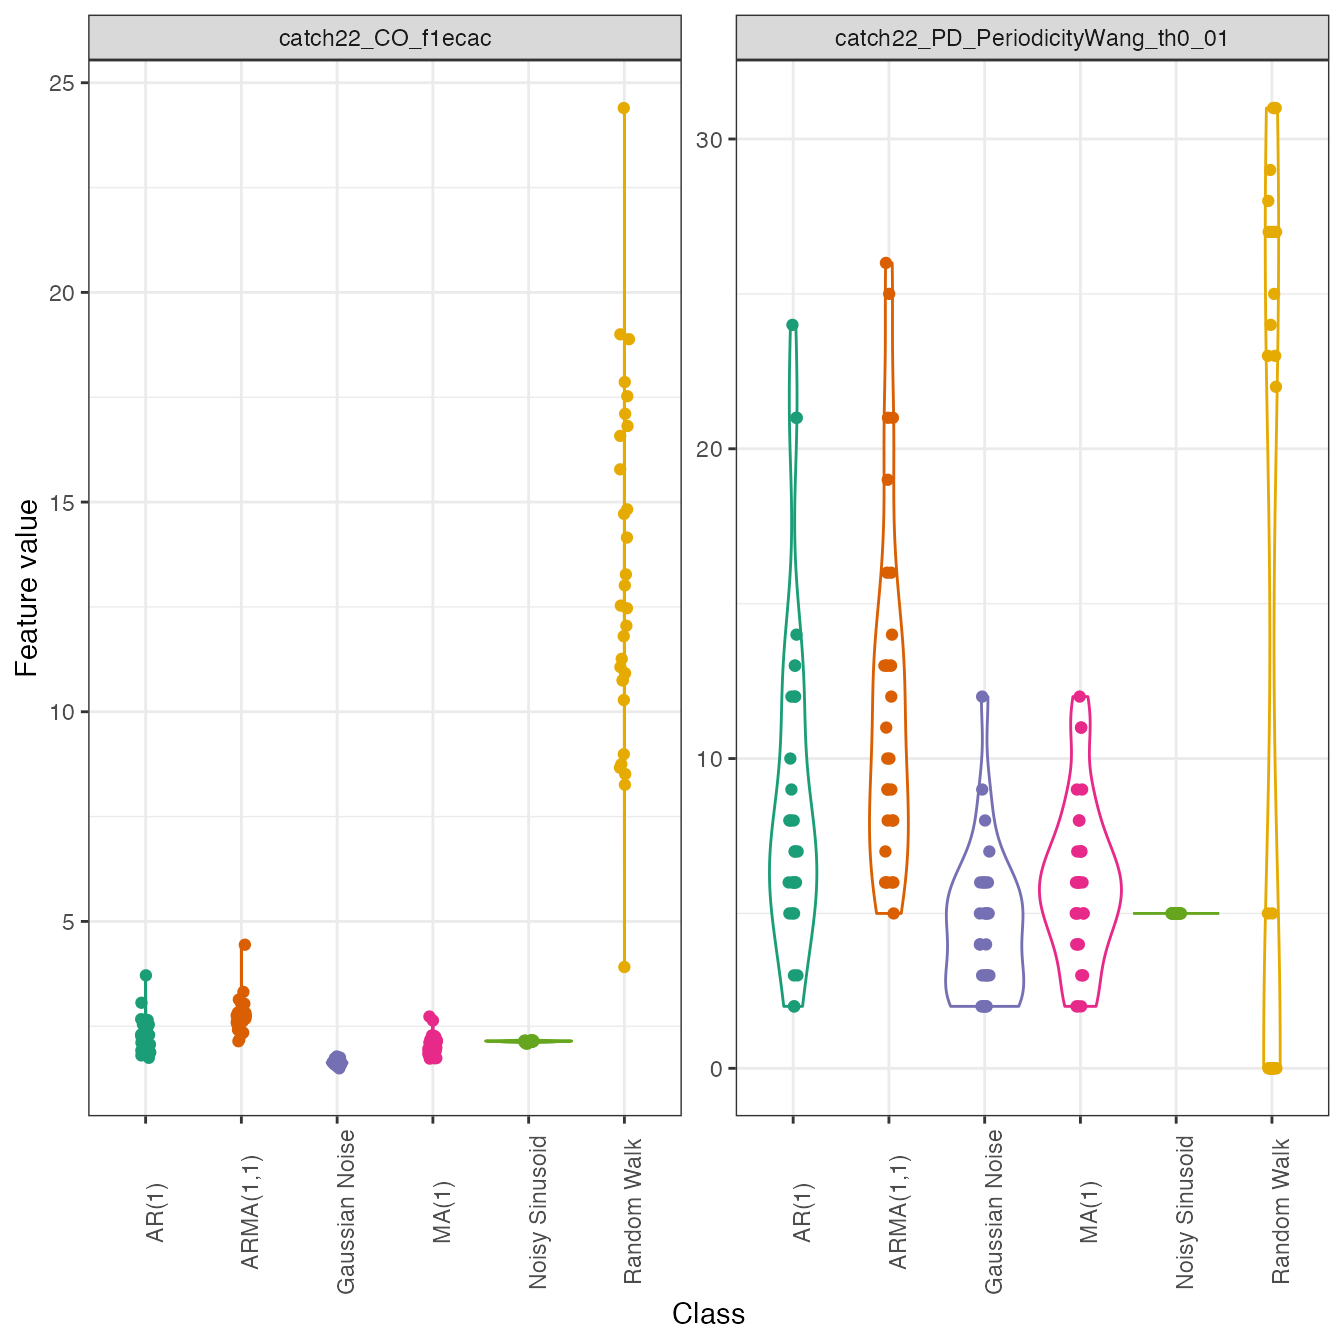 catch22_CO_f1ecac
catch22_PD_PeriodicityWang_th0_01
Feature value
25
20
15
10
5
30
20
10
0
AR(1)
ARMA(1,1)
Gaussian Noise
MA(1)
Noisy Sinusoid
Random Walk
AR(1)
ARMA(1,1)
Gaussian Noise
MA(1)
Noisy Sinusoid
Random Walk
Class